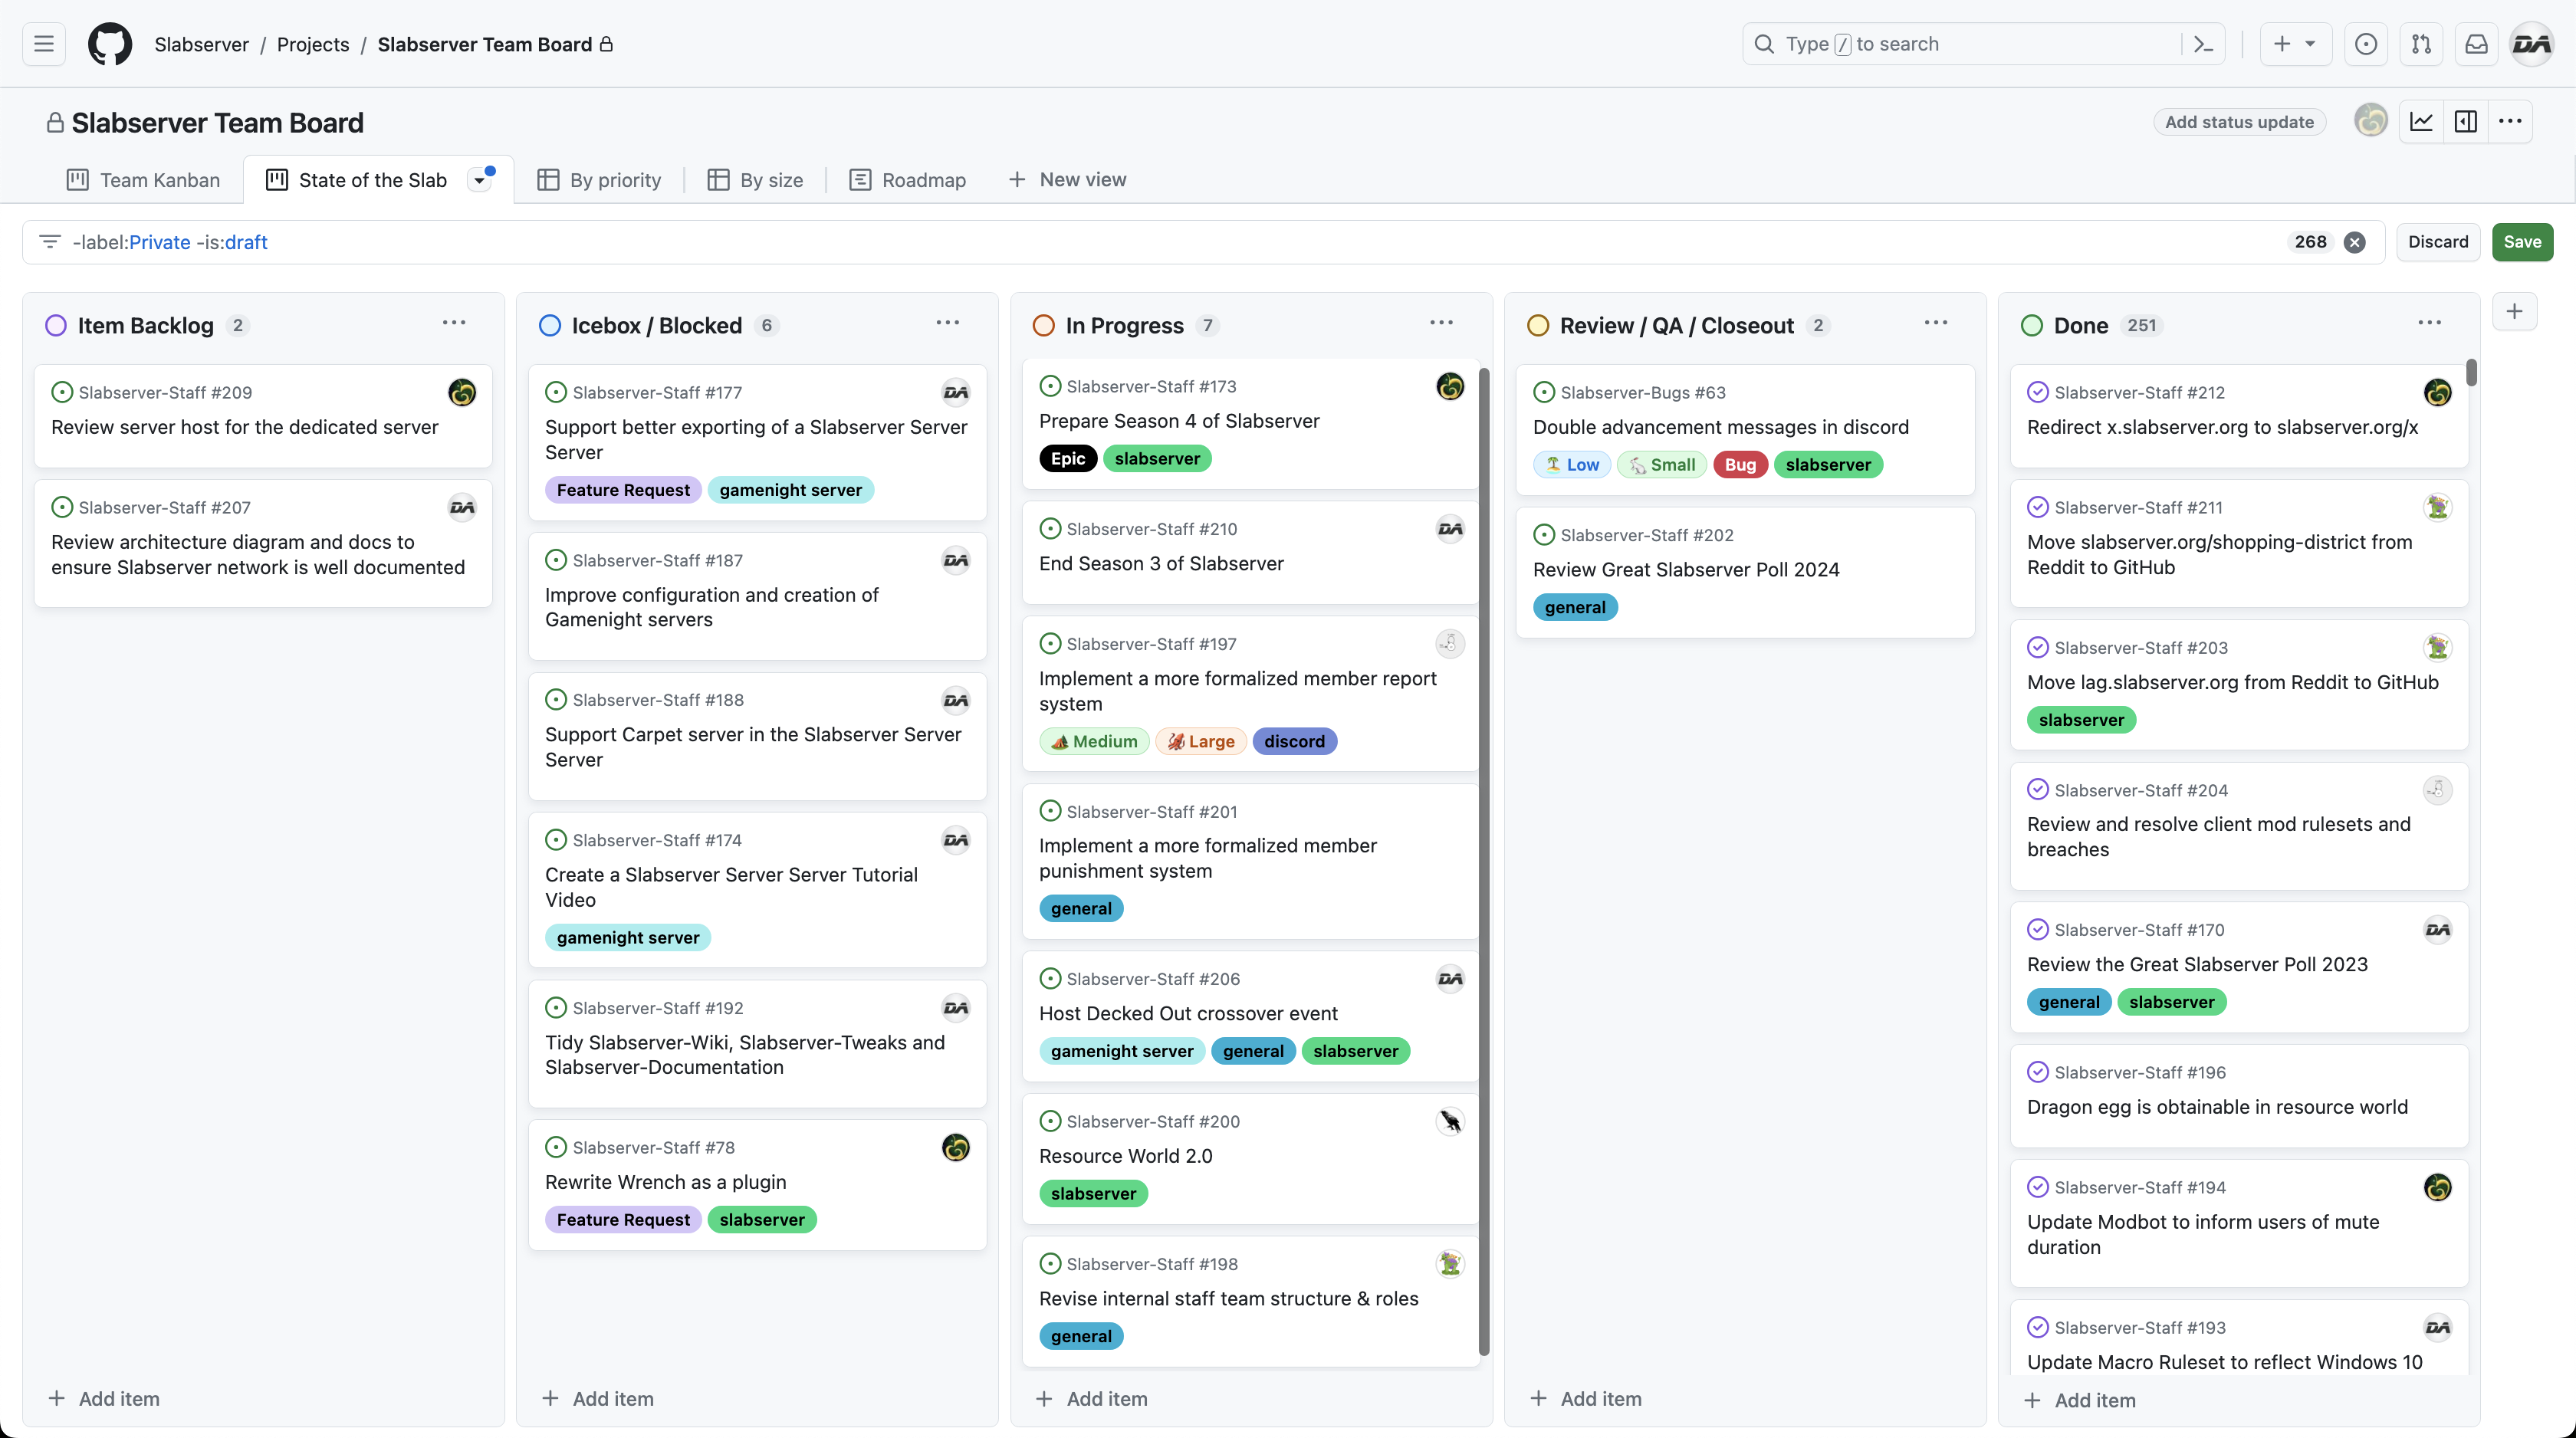 Slabserver / Projects / Slabserver Team Board
Type / to search
DA
Slabserver Team Board
Add status update
Team Kanban
State of the Slab
By priority
By size
Roadmap
New view
-label:Private -is:draft
268
Discard
Save
Item Backlog 2
Slabserver-Staff #209
Review server host for the dedicated server
Slabserver-Staff #207
DA
Review architecture diagram and docs to
ensure Slabserver network is well documented
Add item
Icebox / Blocked 6
Slabserver-Staff #177
DA
Support better exporting of a Slabserver Server
Server
Feature Request gamenight server
Slabserver-Staff #187
DA
Improve configuration and creation of
Gamenight servers
Slabserver-Staff #188
DA
Support Carpet server in the Slabserver Server
Server
Slabserver-Staff #174
DA
Create a Slabserver Server Server Tutorial
Video
gamenight server
Slabserver-Staff #192
DA
Tidy Slabserver-Wiki, Slabserver-Tweaks and
Slabserver-Documentation
Slabserver-Staff #78
Rewrite Wrench as a plugin
Feature Request slabserver
Add item
In Progress 7
Slabserver-Staff #173
Prepare Season 4 of Slabserver
Epic slabserver
Slabserver-Staff #210
DA
End Season 3 of Slabserver
Slabserver-Staff #197
Implement a more formalized member report
system
Medium Large discord
Slabserver-Staff #201
Implement a more formalized member
punishment system
general
Slabserver-Staff #206
DA
Host Decked Out crossover event
gamenight server general slabserver
Slabserver-Staff #200
Resource World 2.0
slabserver
Slabserver-Staff #198
Revise internal staff team structure & roles
general
Add item
Review / QA / Closeout 2
Slabserver-Bugs #63
Double advancement messages in discord
Low Small Bug slabserver
Slabserver-Staff #202
Review Great Slabserver Poll 2024
general
Add item
Done 251
Slabserver-Staff #212
Redirect x.slabserver.org to slabserver.org/x
Slabserver-Staff #211
Move slabserver.org/shopping-district from
Reddit to GitHub
Slabserver-Staff #203
Move lag.slabserver.org from Reddit to GitHub
slabserver
Slabserver-Staff #204
Review and resolve client mod rulesets and
breaches
Slabserver-Staff #170
DA
Review the Great Slabserver Poll 2023
general slabserver
Slabserver-Staff #196
Dragon egg is obtainable in resource world
Slabserver-Staff #194
Update Modbot to inform users of mute
duration
Slabserver-Staff #193
DA
Update Macro Ruleset to reflect Windows 10
Add item